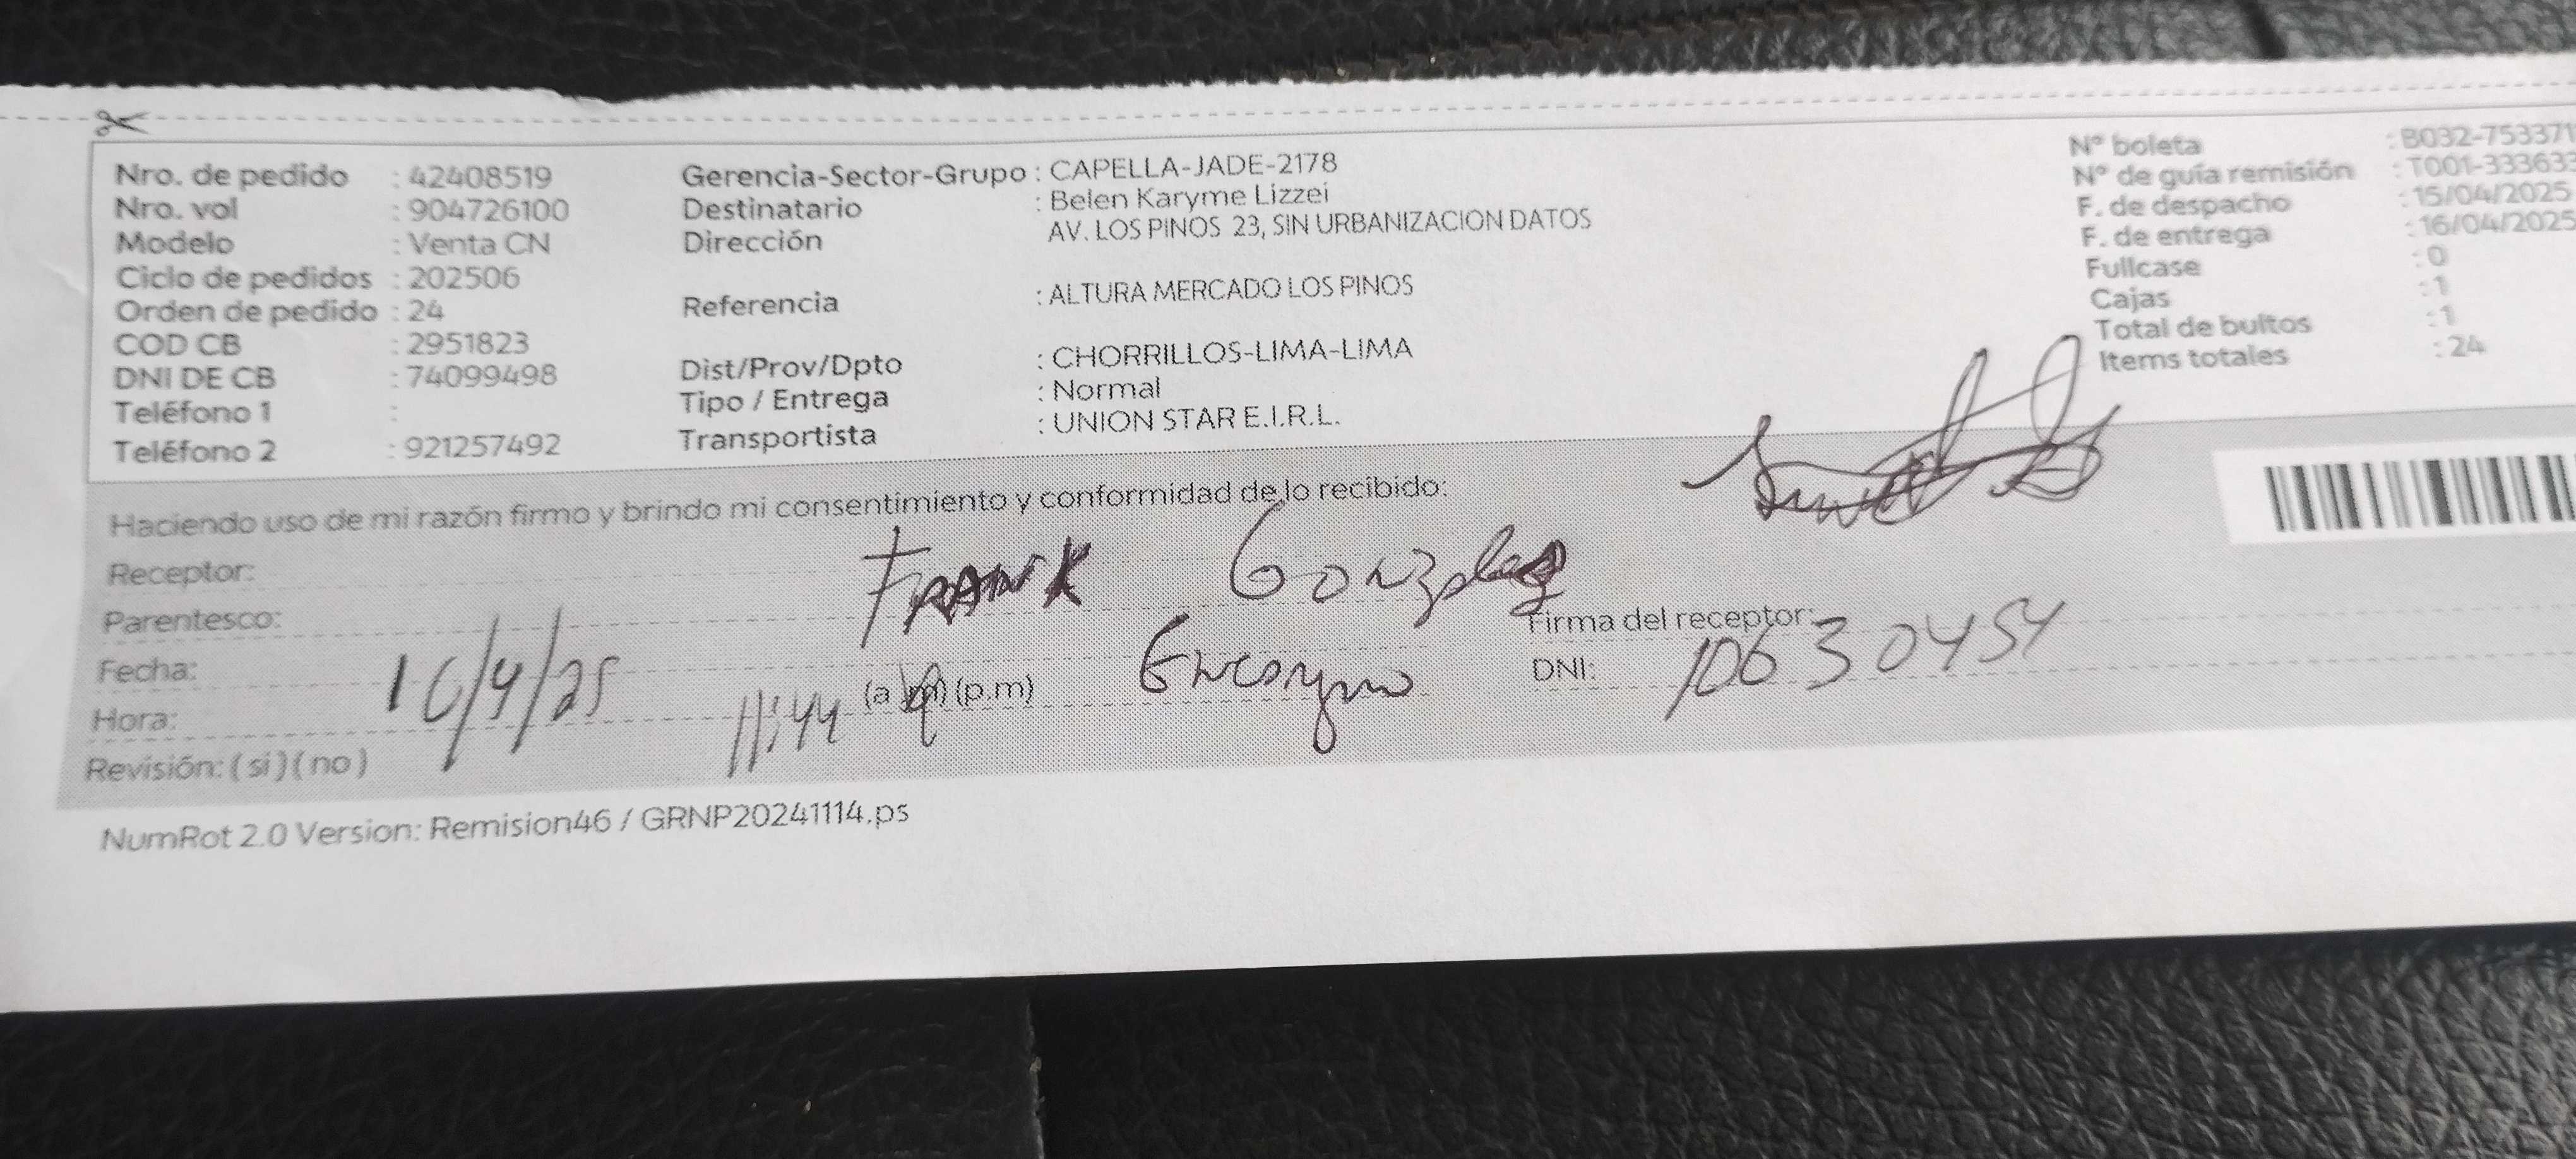 Nro. de pedido : 42408519
Nro. vol : 904726100
Modelo : Venta CN
Ciclo de pedidos : 202506
Orden de pedido : 24
COD CB : 2951823
DNI DE CB : 74099498
Teléfono 1 :
Teléfono 2 : 921257492
Gerencia-Sector-Grupo : CAPELLA-JADE-2178
Destinatario : Belen Karyme Lizzei
Dirección AV. LOS PINOS 23, SIN URBANIZACION DATOS
Referencia : ALTURA MERCADO LOS PINOS
Dist/Prov/Dpto : CHORRILLOS-LIMA-LIMA
Tipo / Entrega : Normal
Transportista : UNION STAR E.I.R.L.
N° boleta : B032-753371
N° de guía remisión : T001-333633
F. de despacho : 15/04/2025
F. de entrega : 16/04/2025
Fullcase : 0
Cajas : 1
Total de bultos : 1
Items totales : 24
Haciendo uso de mi razón firmo y brindo mi consentimiento y conformidad de lo recibido:
Receptor: FRANK Gonzales
Parentesco:
Firma del receptor:
Fecha: 16/4/25
DNI: 10630454
Hora: 11:44 (a.m) (p.m)
Revisión: ( si ) ( no )
NumRot 2.0 Version: Remision46 / GRNP20241114.ps